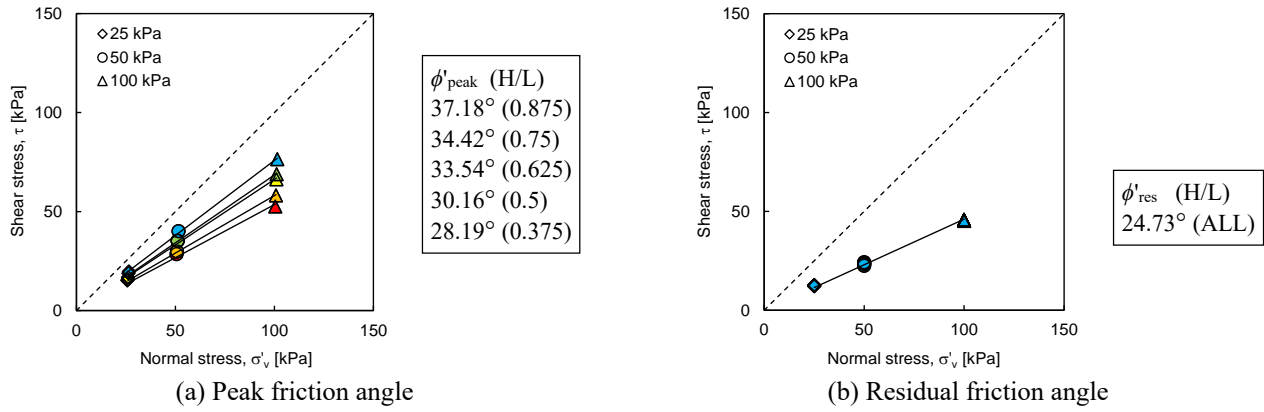 25 kPa
50 kPa
100 kPa
150
100
50
0
0 50 100 150
Shear stress, τ [kPa]
Normal stress, σ'v [kPa]
ϕ'peak (H/L)
37.18° (0.875)
34.42° (0.75)
33.54° (0.625)
30.16° (0.5)
28.19° (0.375)
(a) Peak friction angle
25 kPa
50 kPa
100 kPa
150
100
50
0
0 50 100 150
Shear stress, τ [kPa]
Normal stress, σ'v [kPa]
ϕ'res (H/L)
24.73° (ALL)
(b) Residual friction angle